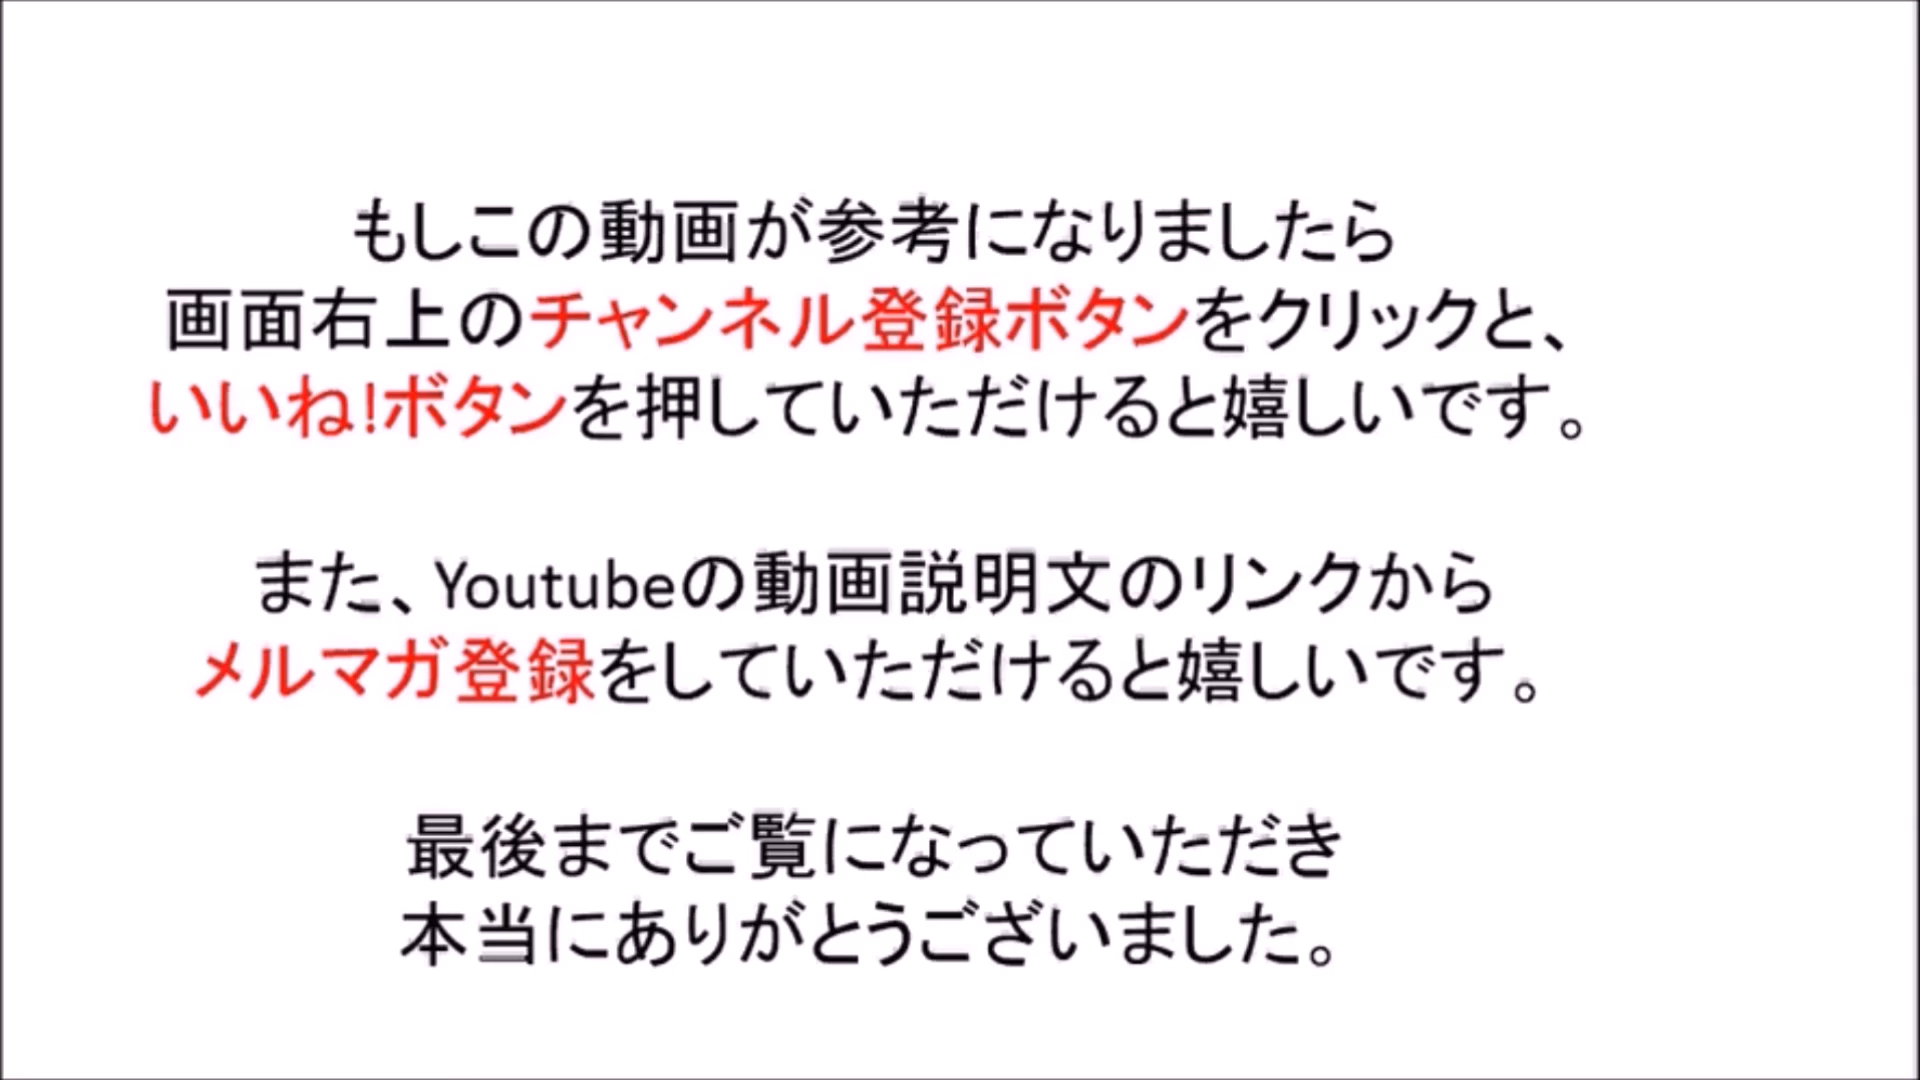 もしこの動画が参考になりましたら
画面右上のチャンネル登録ボタンをクリックと、
いいね!ボタンを押していただけると嬉しいです。
また、Youtubeの動画説明文のリンクから
メルマガ登録をしていただけると嬉しいです。
最後までご覧になっていただき
本当にありがとうございました。